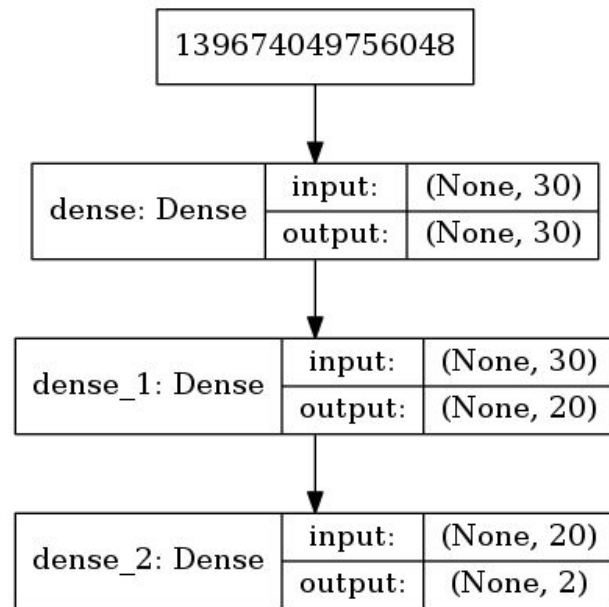 139674049756048
dense: Dense
input:
(None, 30)
output:
(None, 30)
dense_1: Dense
input:
(None, 30)
output:
(None, 20)
dense_2: Dense
input:
(None, 20)
output:
(None, 2)